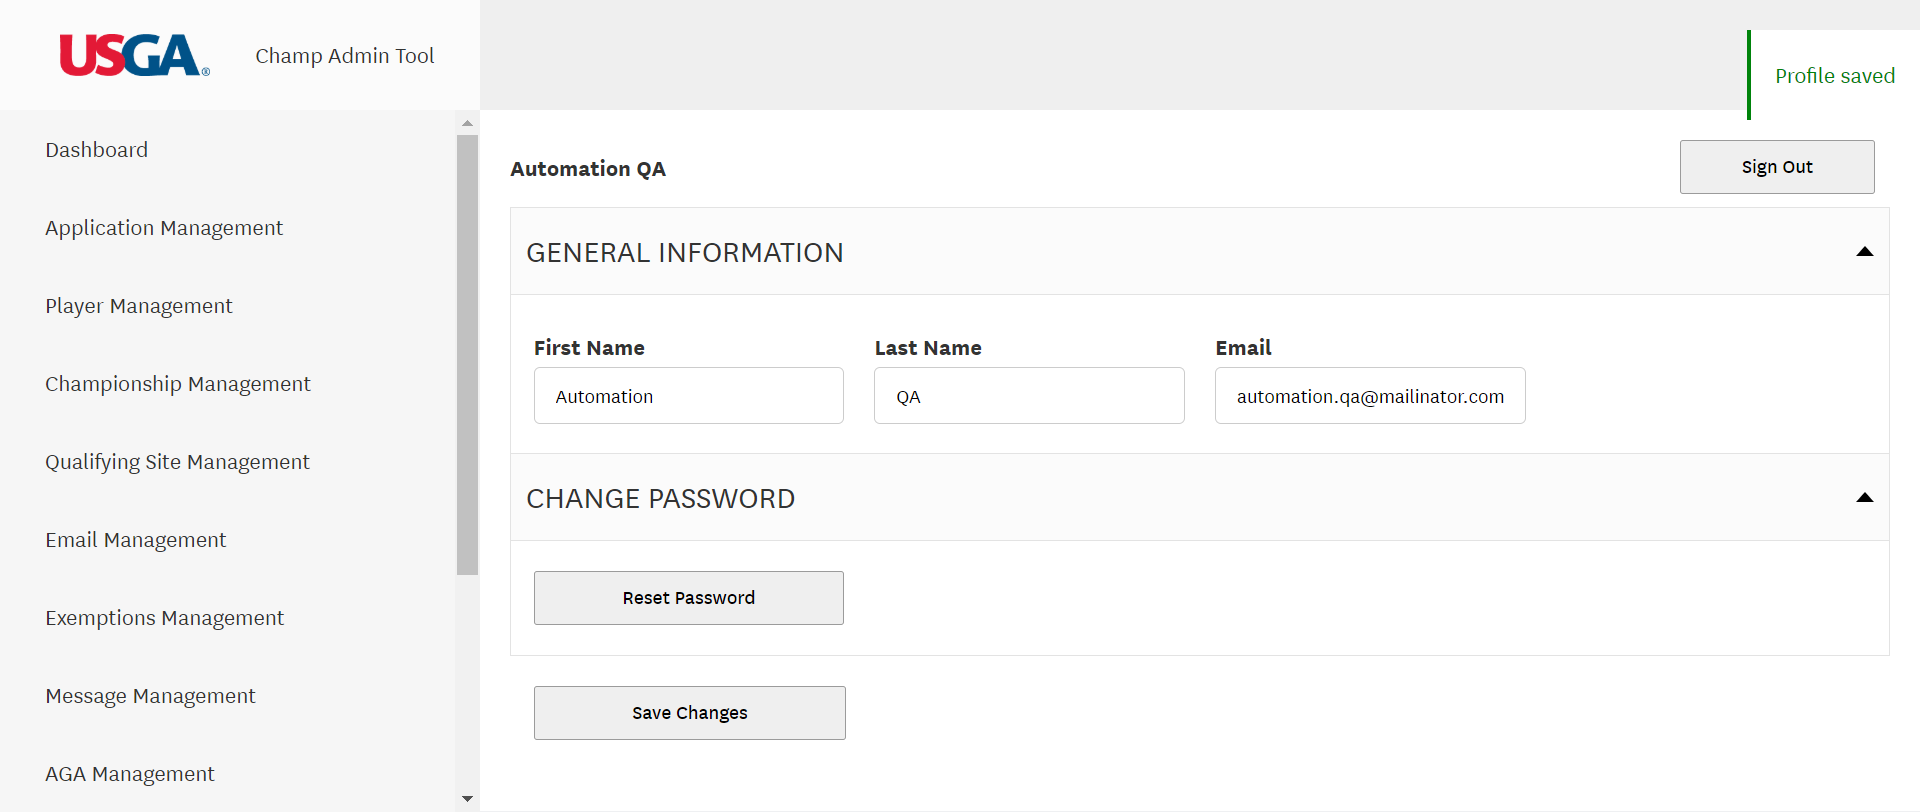 USGA® Champ Admin Tool
Profile saved
Dashboard
Application Management
Player Management
Championship Management
Qualifying Site Management
Email Management
Exemptions Management
Message Management
AGA Management
Automation QA
Sign Out
GENERAL INFORMATION
First Name Last Name Email
Automation QA automation.qa@mailinator.com
CHANGE PASSWORD
Reset Password
Save Changes